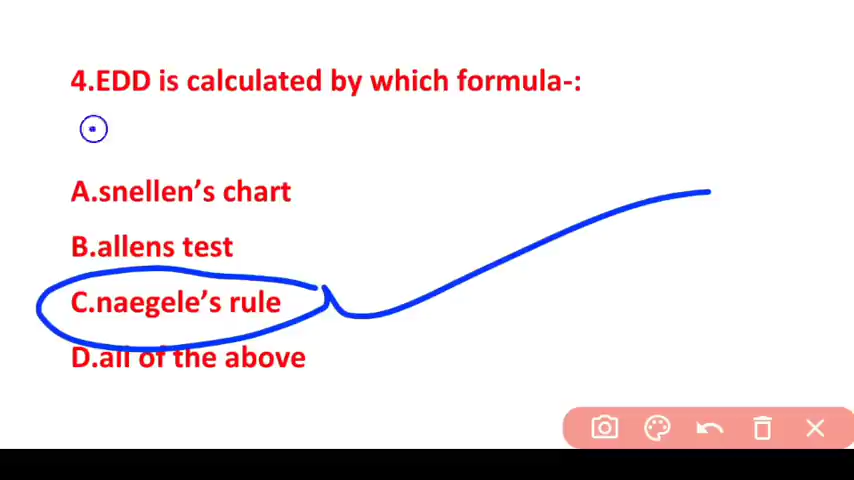 4.EDD is calculated by which formula-:
A.snellen’s chart
B.allens test
C.naegele’s rule
D.all of the above